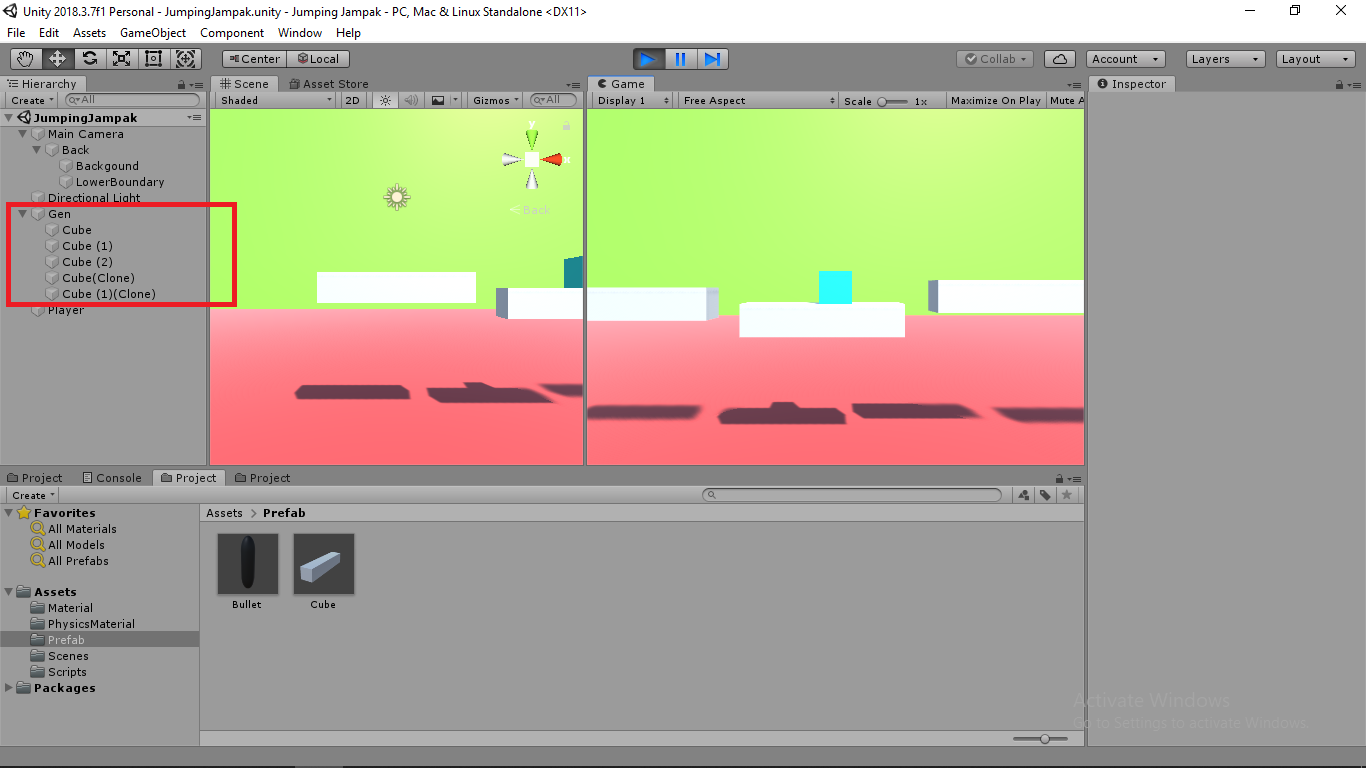 Unity 2018.3.7f1 Personal - JumpingJampak.unity - Jumping Jampak - PC, Mac & Linux Standalone <DX11>
File Edit Assets GameObject Component Window Help
Center Local Collab Account Layers Layout
Hierarchy Scene Asset Store Game Inspector
Create All Shaded 2D Gizmos All Display 1 Free Aspect Scale 1x Maximize On Play Mute A
JumpingJampak
Main Camera
Back
Backgound
LowerBoundary
Directional Light
Gen
Cube
Cube (1)
Cube (2)
Cube(Clone)
Cube (1)(Clone)
Player
y
x
Back
Project Console Project Project
Create
Favorites
All Materials
All Models
All Prefabs
Assets
Material
PhysicsMaterial
Prefab
Scenes
Scripts
Packages
Assets > Prefab
Bullet Cube
Activate Windows
Go to Settings to activate Windows.